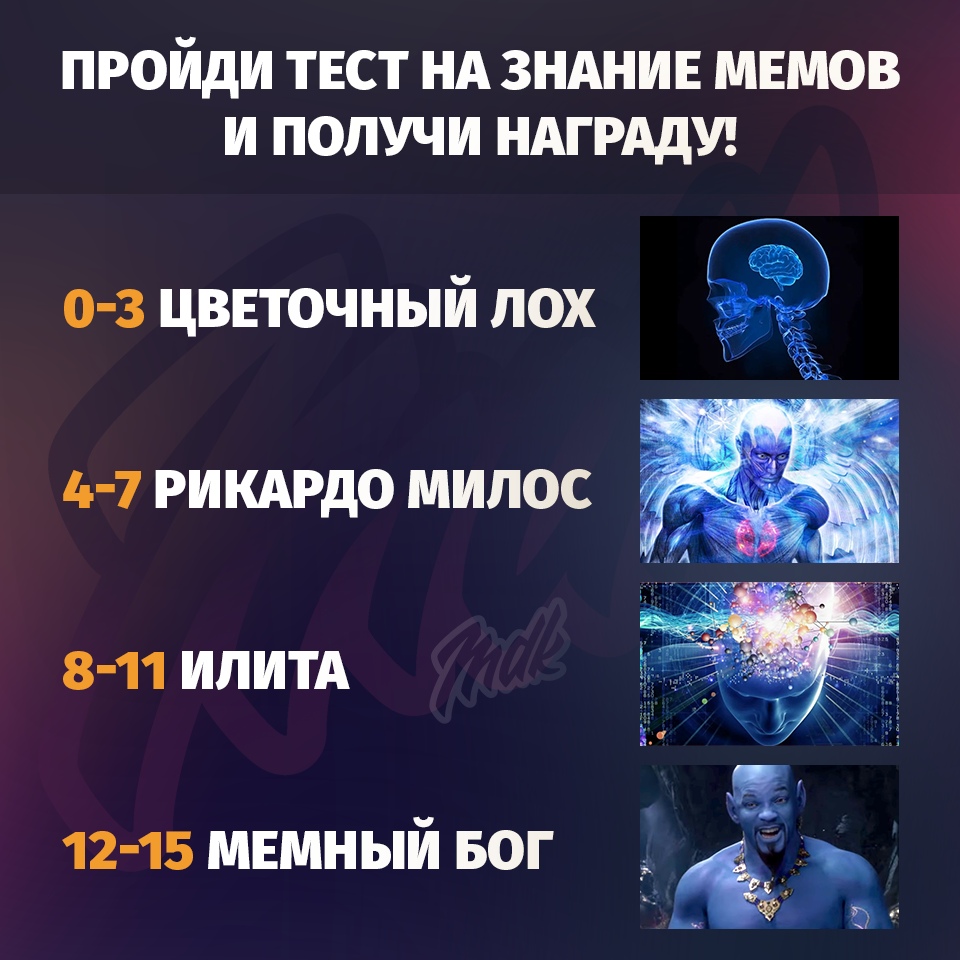 ПРОЙДИ ТЕСТ НА ЗНАНИЕ МЕМОВ
И ПОЛУЧИ НАГРАДУ!
0-3 ЦВЕТОЧНЫЙ ЛОХ
4-7 РИКАРДО МИЛОС
8-11 ИЛИТА
Mdk
12-15 МЕМНЫЙ БОГ